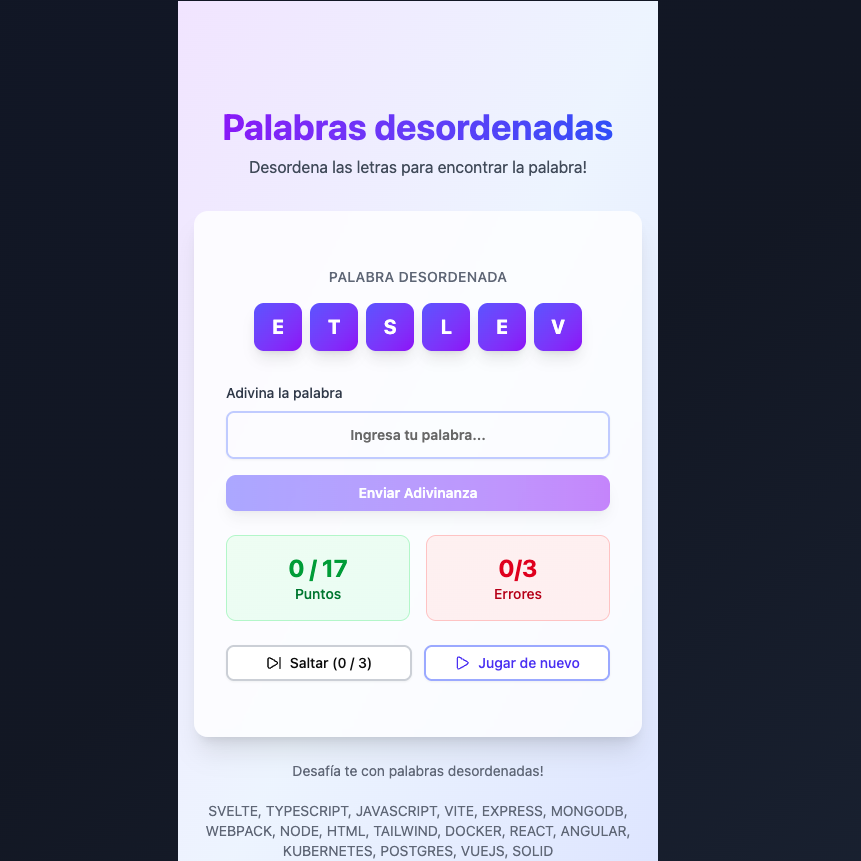 Palabras desordenadas
Desordena las letras para encontrar la palabra!
PALABRA DESORDENADA
E T S L E V
Adivina la palabra
Ingresa tu palabra...
Enviar Adivinanza
0 / 17
Puntos
0/3
Errores
Saltar (0 / 3)
Jugar de nuevo
Desafía te con palabras desordenadas!
SVELTE, TYPESCRIPT, JAVASCRIPT, VITE, EXPRESS, MONGODB,
WEBPACK, NODE, HTML, TAILWIND, DOCKER, REACT, ANGULAR,
KUBERNETES, POSTGRES, VUEJS, SOLID